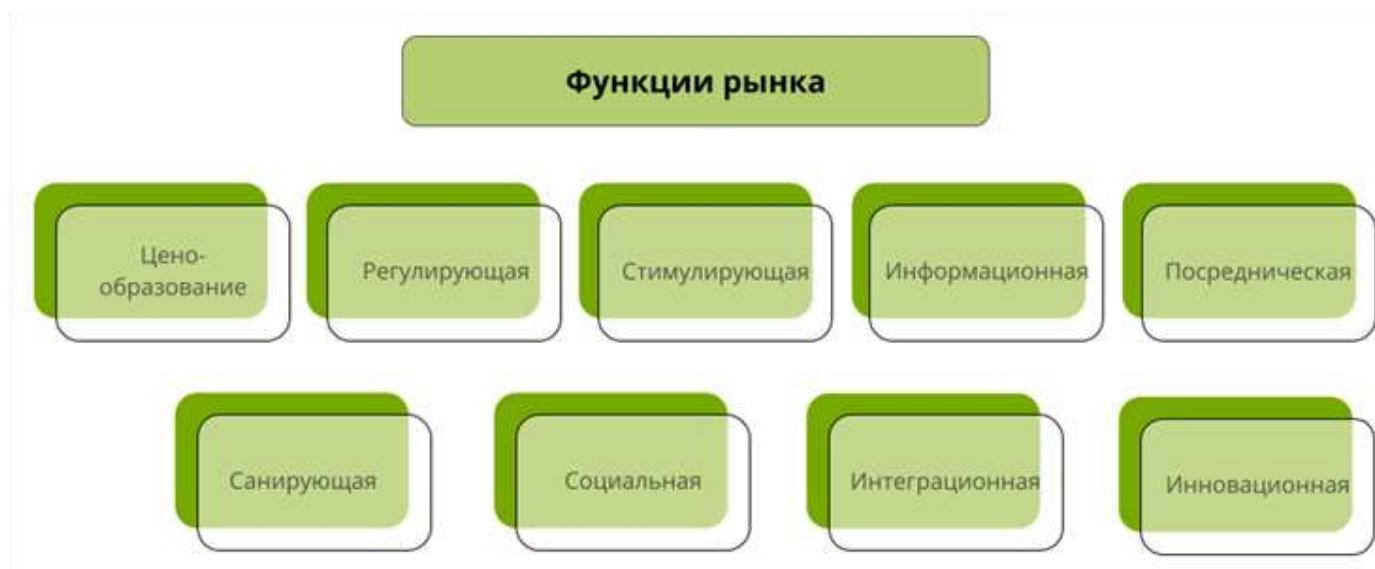 Функции рынка
Цено-
образование
Регулирующая
Стимулирующая
Информационная
Посредническая
Санирующая
Социальная
Интеграционная
Инновационная